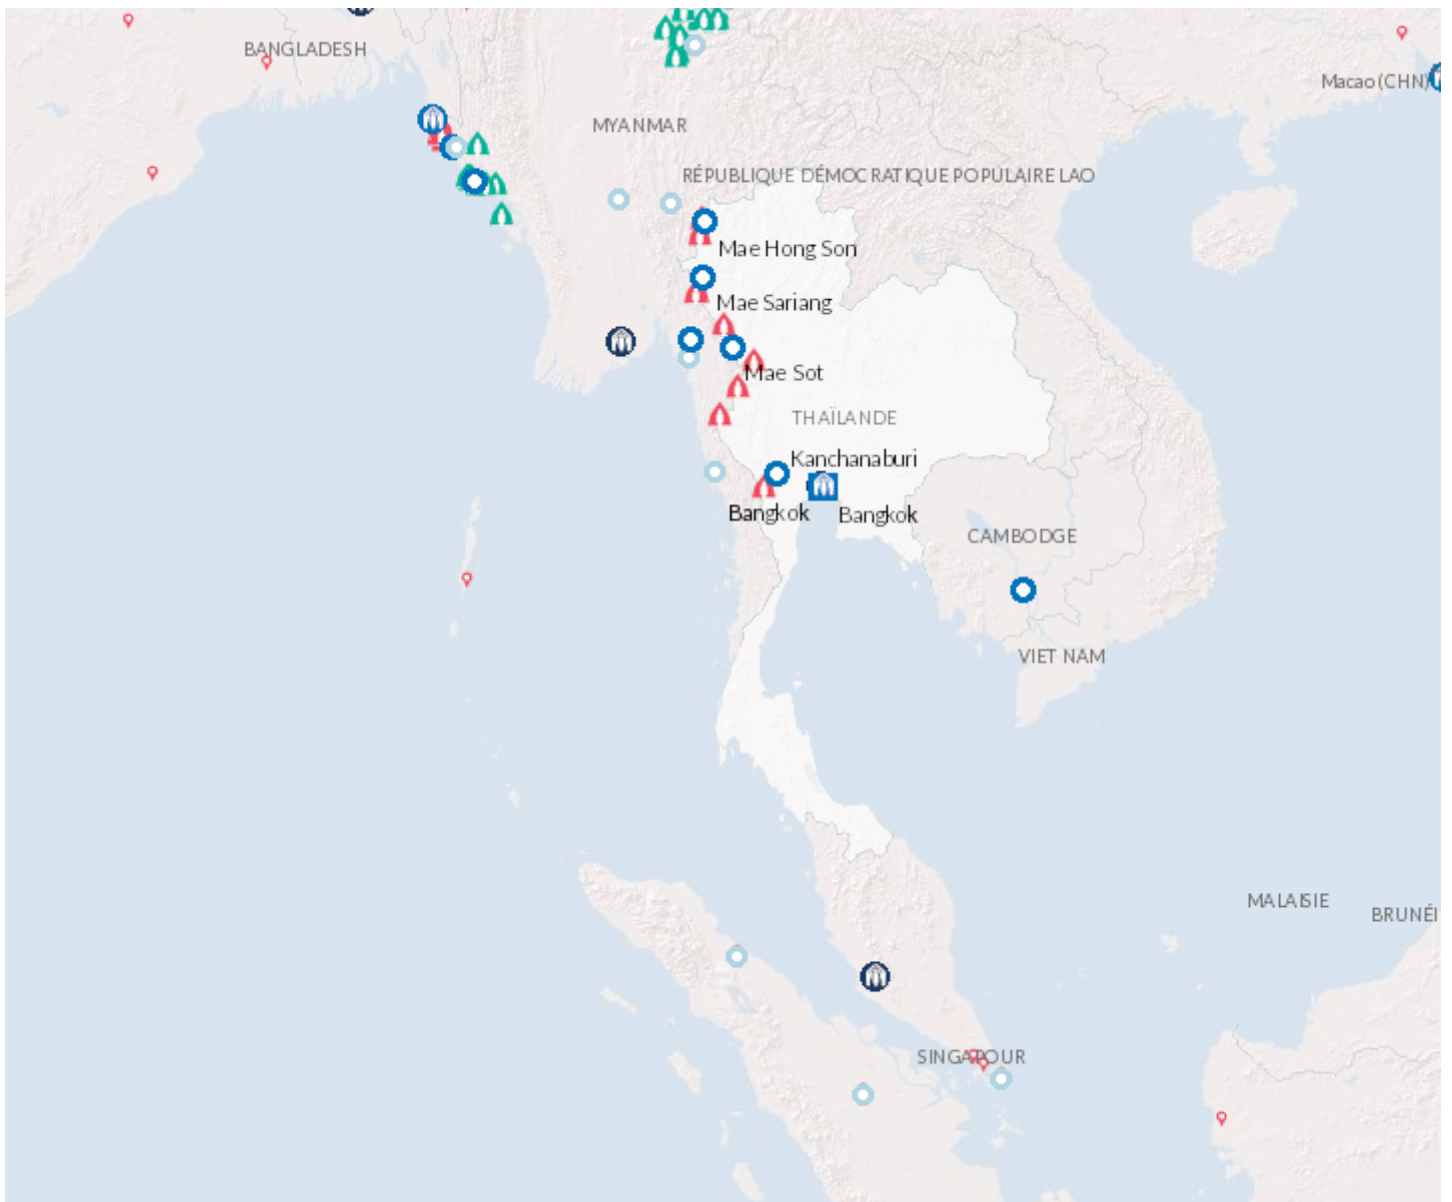 BANGLADESH
Macao (CHN)
MYANMAR
RÉPUBLIQUE DÉMOCRATIQUE POPULAIRE LAO
Mae Hong Son
Mae Sariang
Mae Sot
THAÏLANDE
Kanchanaburi
Bangkok
Bangkok
CAMBODGE
VIET NAM
MALAISIE
BRUNÉI
SINGAPOUR